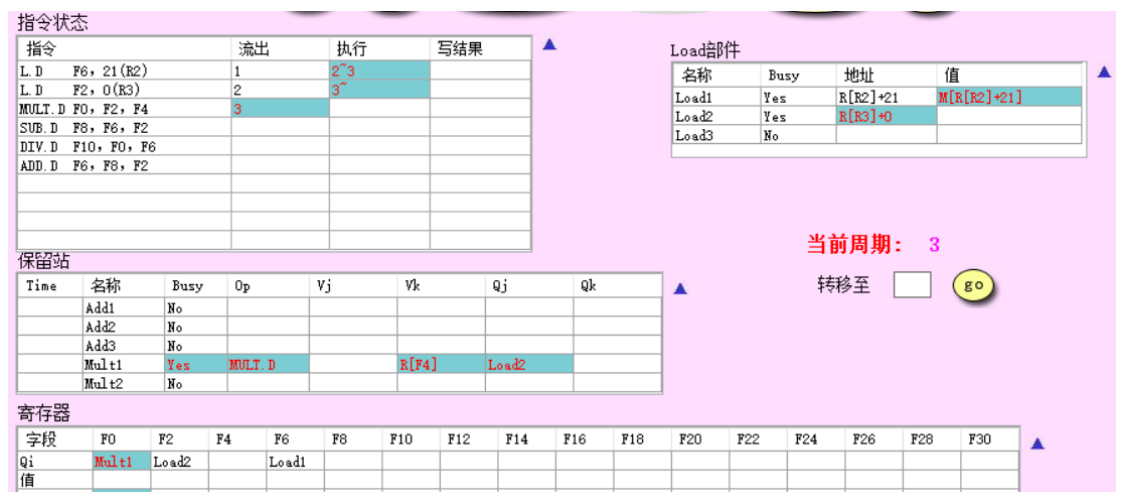 指令状态
指令 流出 执行 写结果
L.D F6, 21(R2) 1 2~3
L.D F2, 0(R3) 2 3~
MULT.D F0, F2, F4 3
SUB.D F8, F6, F2
DIV.D F10, F0, F6
ADD.D F6, F8, F2
Load部件
名称 Busy 地址 值
Load1 Yes R[R2]+21 M[R[R2]+21]
Load2 Yes R[R3]+0
Load3 No
当前周期: 3
转移至 go
保留站
Time 名称 Busy Op Vj Vk Qj Qk
Add1 No
Add2 No
Add3 No
Mult1 Yes MULT.D R[F4] Load2
Mult2 No
寄存器
字段 F0 F2 F4 F6 F8 F10 F12 F14 F16 F18 F20 F22 F24 F26 F28 F30
Qi Mult1 Load2 Load1
值